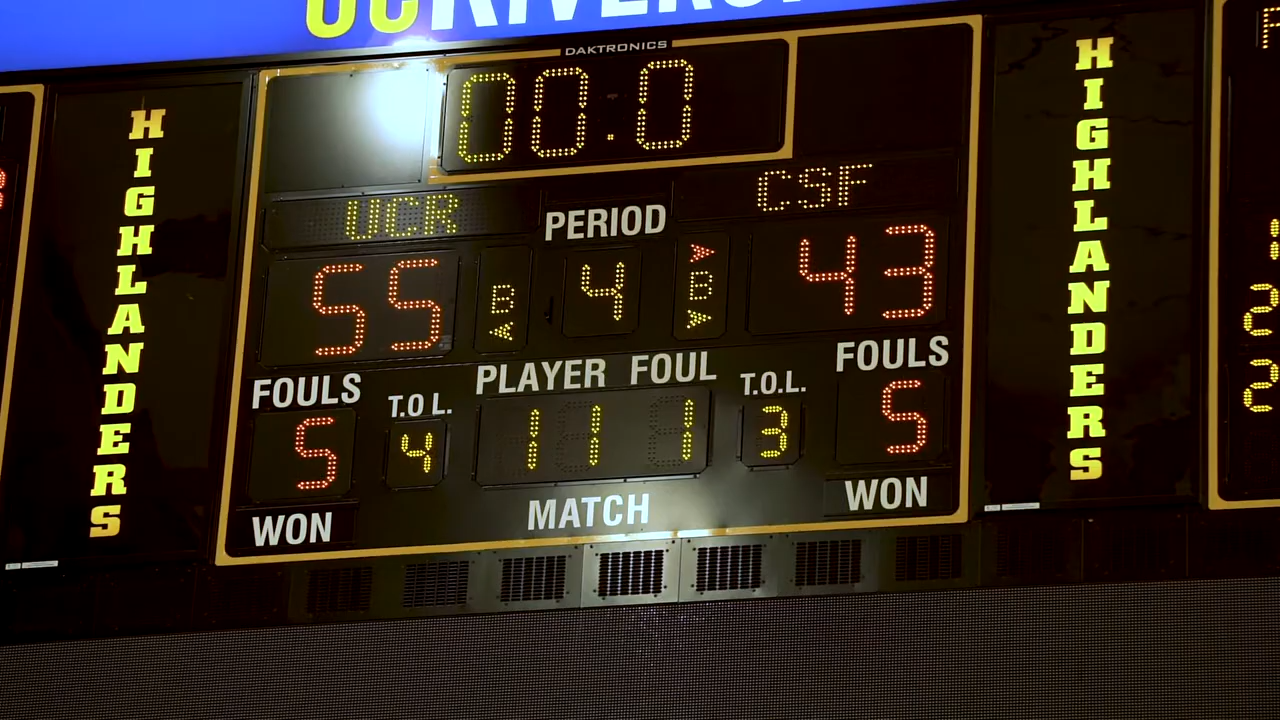 DAKTRONICS
00.0
UCR
PERIOD
CSF
55
4
43
FOULS
T.O.L.
PLAYER FOUL
T.O.L.
FOULS
5
4
11 1
3
5
WON
MATCH
WON
HIGHLANDERS
HIGHLANDERS